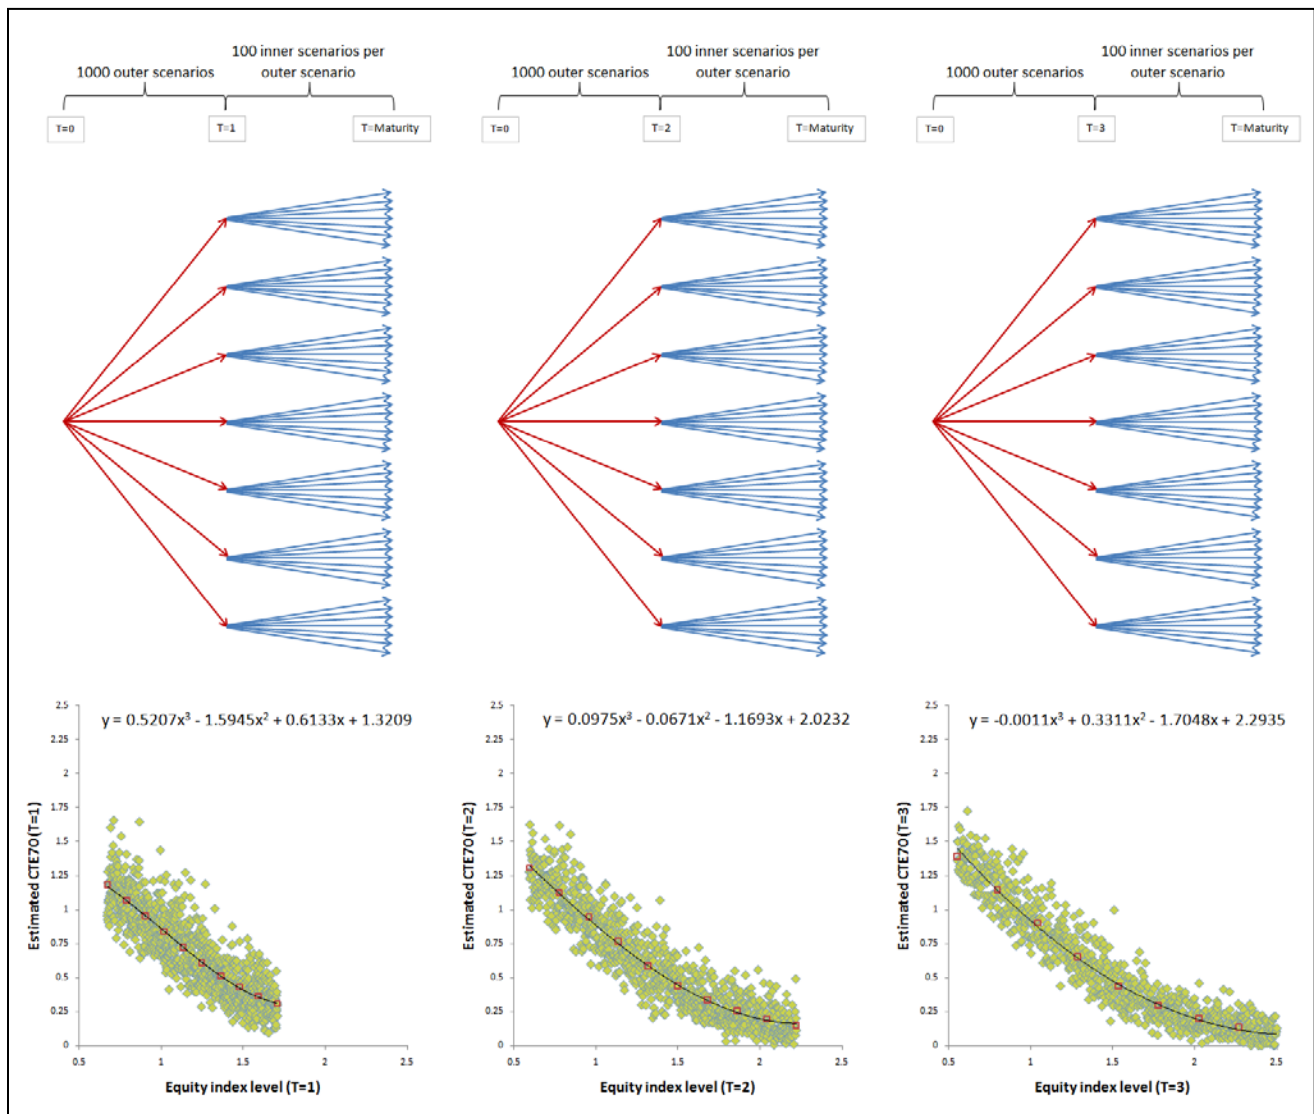 100 inner scenarios per
1000 outer scenarios
outer scenario
T=0
T=1
T=Maturity
100 inner scenarios per
1000 outer scenarios
outer scenario
T=0
T=2
T=Maturity
100 inner scenarios per
1000 outer scenarios
outer scenario
T=0
T=3
T=Maturity
y = 0.5207x³ - 1.5945x² + 0.6133x + 1.3209
Estimated CTE70 (T=1)
2.5
2.25
2
1.75
1.5
1.25
1
0.75
0.5
0.25
0
0.5
1
1.5
2
2.5
Equity index level (T=1)
y = 0.0975x³ - 0.0671x² - 1.1693x + 2.0232
Estimated CTE70 (T=2)
2.5
2.25
2
1.75
1.5
1.25
1
0.75
0.5
0.25
0
0.5
1
1.5
2
2.5
Equity index level (T=2)
y = -0.0011x³ + 0.3311x² - 1.7048x + 2.2935
Estimated CTE70 (T=3)
2.5
2.25
2
1.75
1.5
1.25
1
0.75
0.5
0.25
0
0.5
1
1.5
2
2.5
Equity index level (T=3)